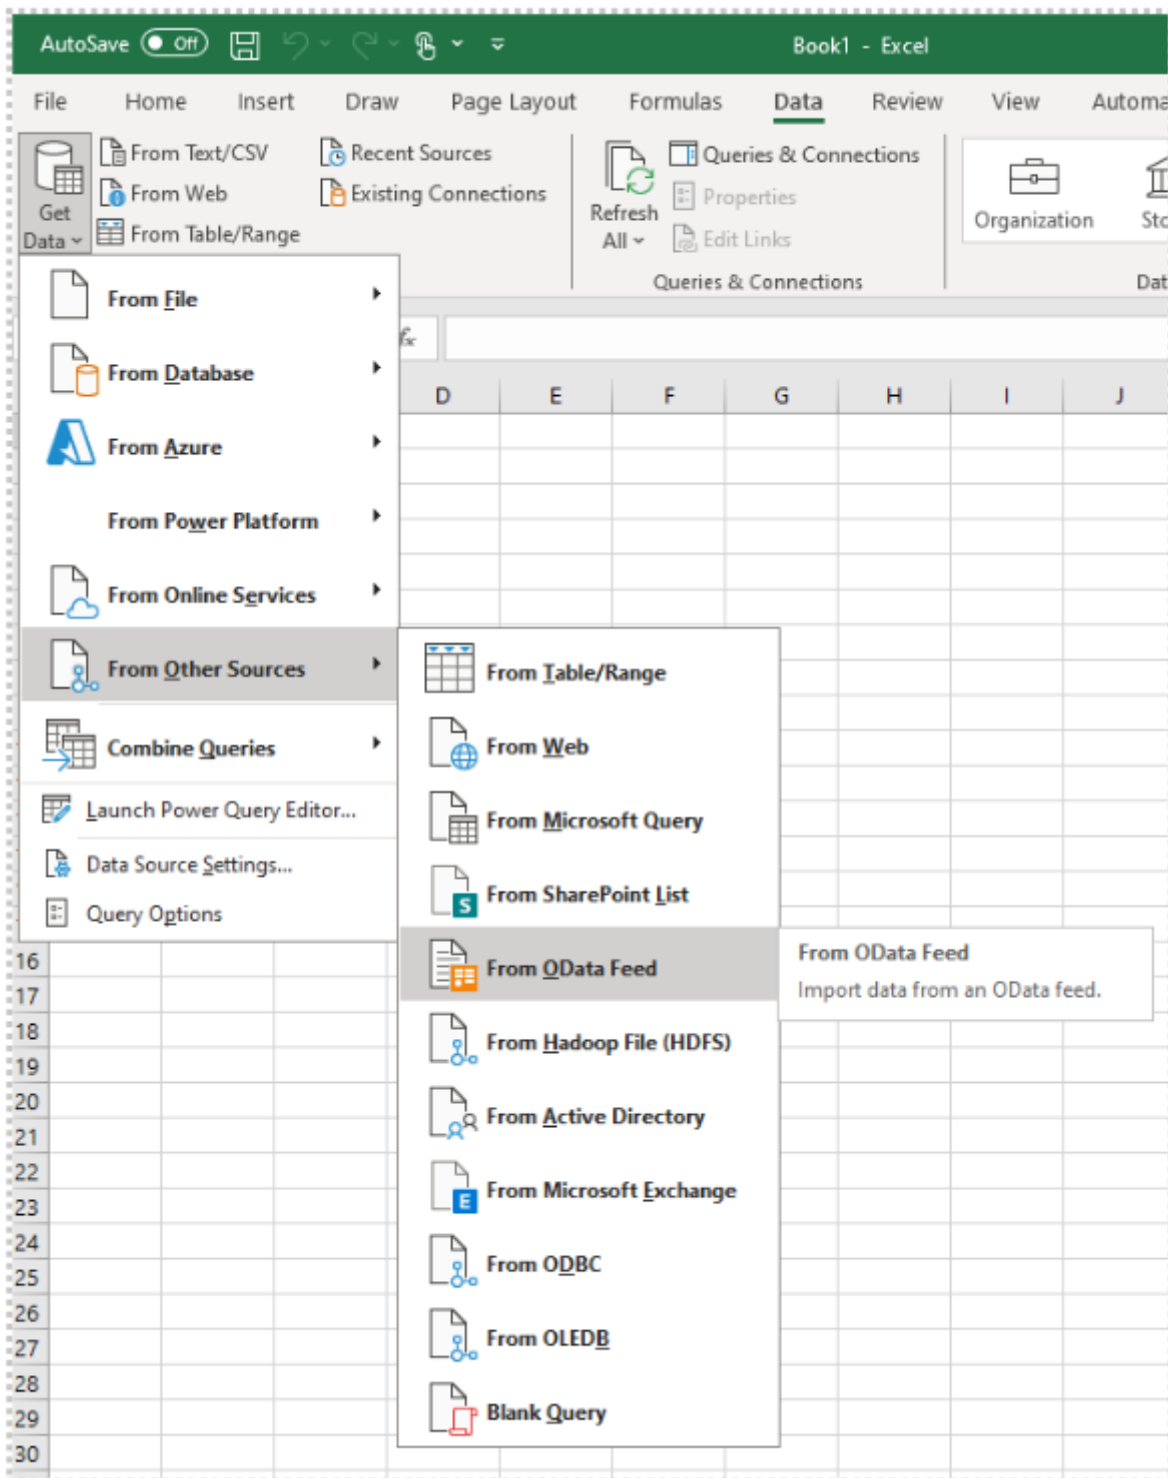 AutoSave Off Book1 - Excel
File Home Insert Draw Page Layout Formulas Data Review View
Get Data
From Text/CSV
From Web
From Table/Range
Recent Sources
Existing Connections
Refresh All
Queries & Connections
Properties
Edit Links
Queries & Connections
Organization
From File
From Database
From Azure
From Power Platform
From Online Services
From Other Sources
Combine Queries
Launch Power Query Editor...
Data Source Settings...
Query Options
fx
D E F G H I J
From Table/Range
From Web
From Microsoft Query
From SharePoint List
From OData Feed
From Hadoop File (HDFS)
From Active Directory
From Microsoft Exchange
From ODBC
From OLEDB
Blank Query
From OData Feed
Import data from an OData feed.
16
17
18
19
20
21
22
23
24
25
26
27
28
29
30